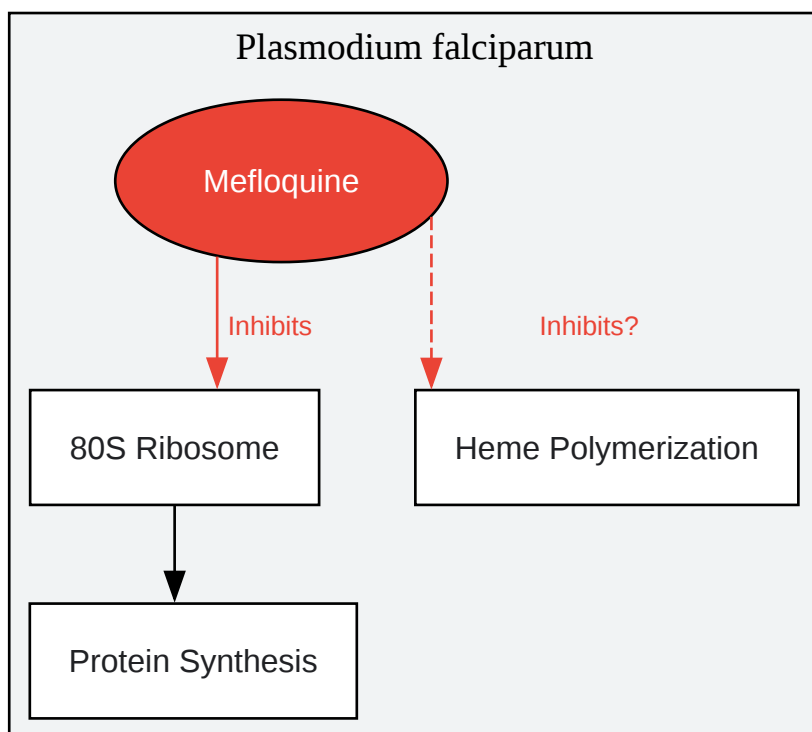 Plasmodium falciparum
Mefloquine
Inhibits
Inhibits?
80S Ribosome
Heme Polymerization
Protein Synthesis